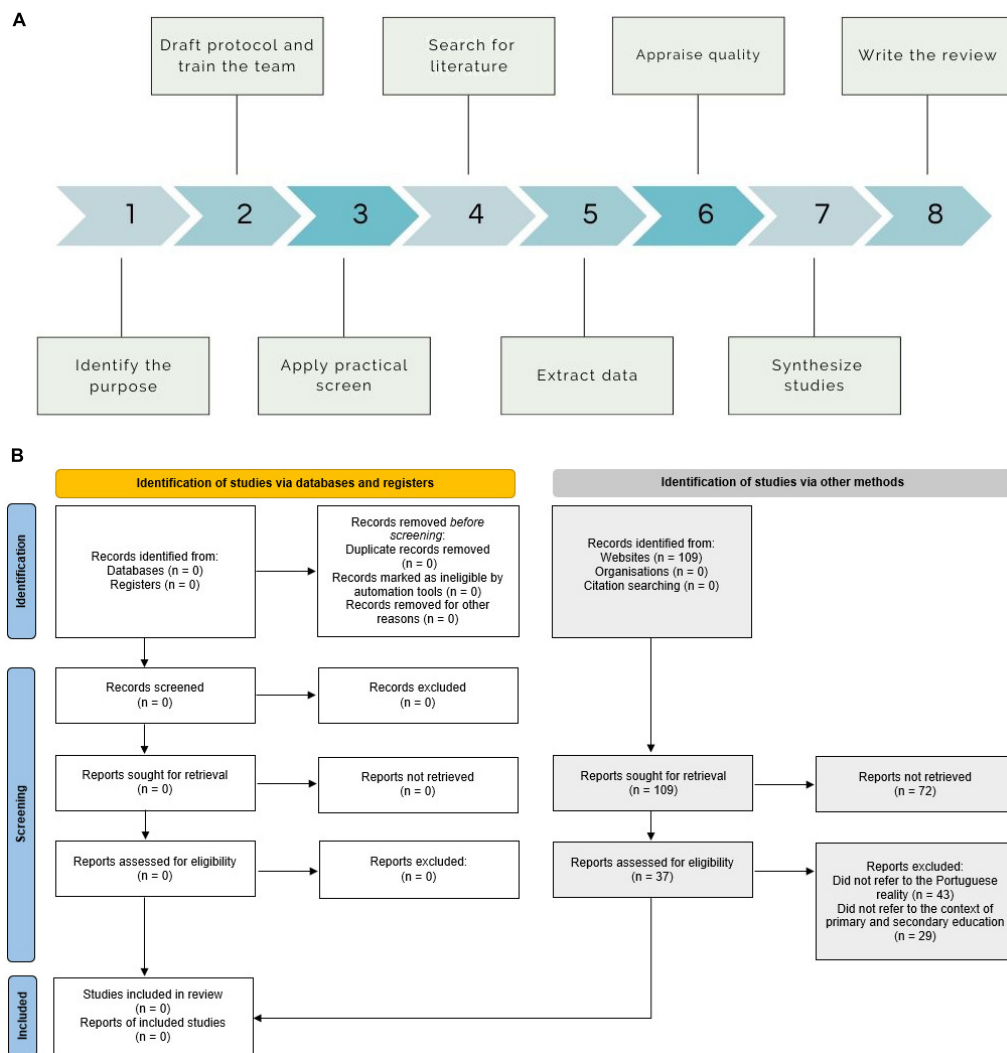 A
Draft protocol and
train the team
Search for
literature
Appraise quality
Write the review
1
2
3
4
5
6
7
8
Identify the
purpose
Apply practical
screen
Extract data
Synthesize
studies
B
Identification of studies via databases and registers
Identification of studies via other methods
Identification
Records identified from:
Databases (n = 0)
Registers (n = 0)
Records removed before
screening:
Duplicate records removed
(n = 0)
Records marked as ineligible by
automation tools (n = 0)
Records removed for other
reasons (n = 0)
Records identified from:
Websites (n = 109)
Organisations (n = 0)
Citation searching (n = 0)
Screening
Records screened
(n = 0)
Records excluded
(n = 0)
Reports sought for retrieval
(n = 0)
Reports not retrieved
(n = 0)
Reports sought for retrieval
(n = 109)
Reports not retrieved
(n = 72)
Reports assessed for eligibility
(n = 0)
Reports excluded:
(n = 0)
Reports assessed for eligibility
(n = 37)
Reports excluded:
Did not refer to the Portuguese
reality (n = 43)
Did not refer to the context of
primary and secondary education
(n = 29)
Included
Studies included in review
(n = 0)
Reports of included studies
(n = 0)